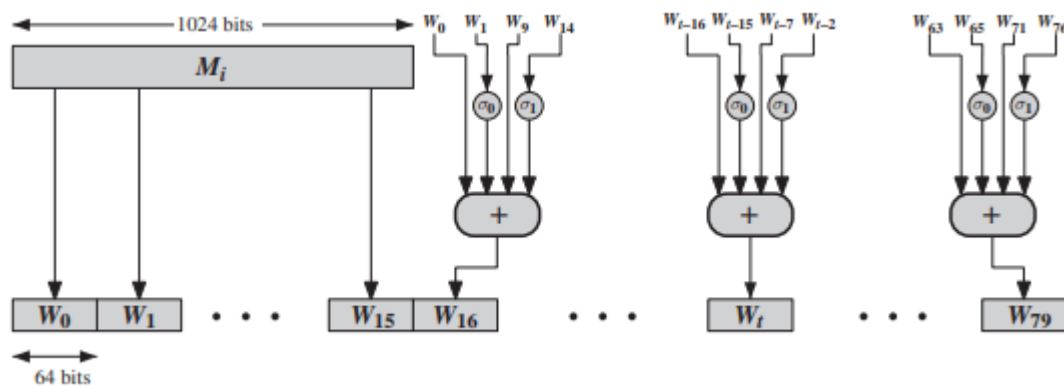 1024 bits W0 W1 W9 W14 Wt–16 Wt–15 Wt–7 Wt–2 W63 W65 W71 W76
Mi
σ0 σ1 σ0 σ1 σ0 σ1
+ + +
W0 W1 • • • W15 W16 • • • Wt • • • W79
64 bits